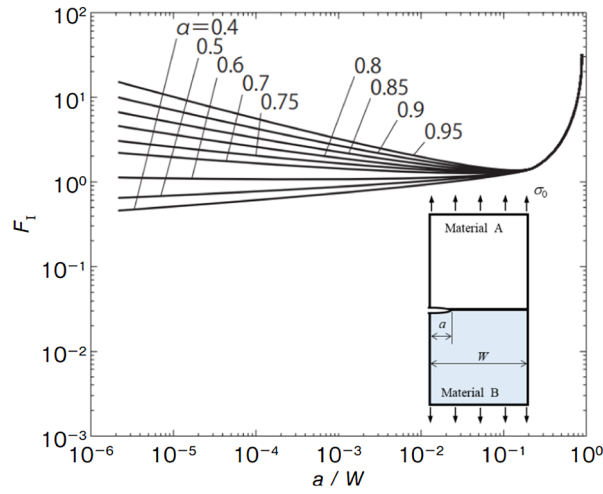 10²
α=0.4
0.5
0.6
0.7
0.75
0.8
0.85
0.9
0.95
10¹
10⁰
10⁻¹
10⁻²
10⁻³
F_I
σ₀
Material A
a
W
Material B
10⁻⁶
10⁻⁵
10⁻⁴
10⁻³
10⁻²
10⁻¹
10⁰
a / W